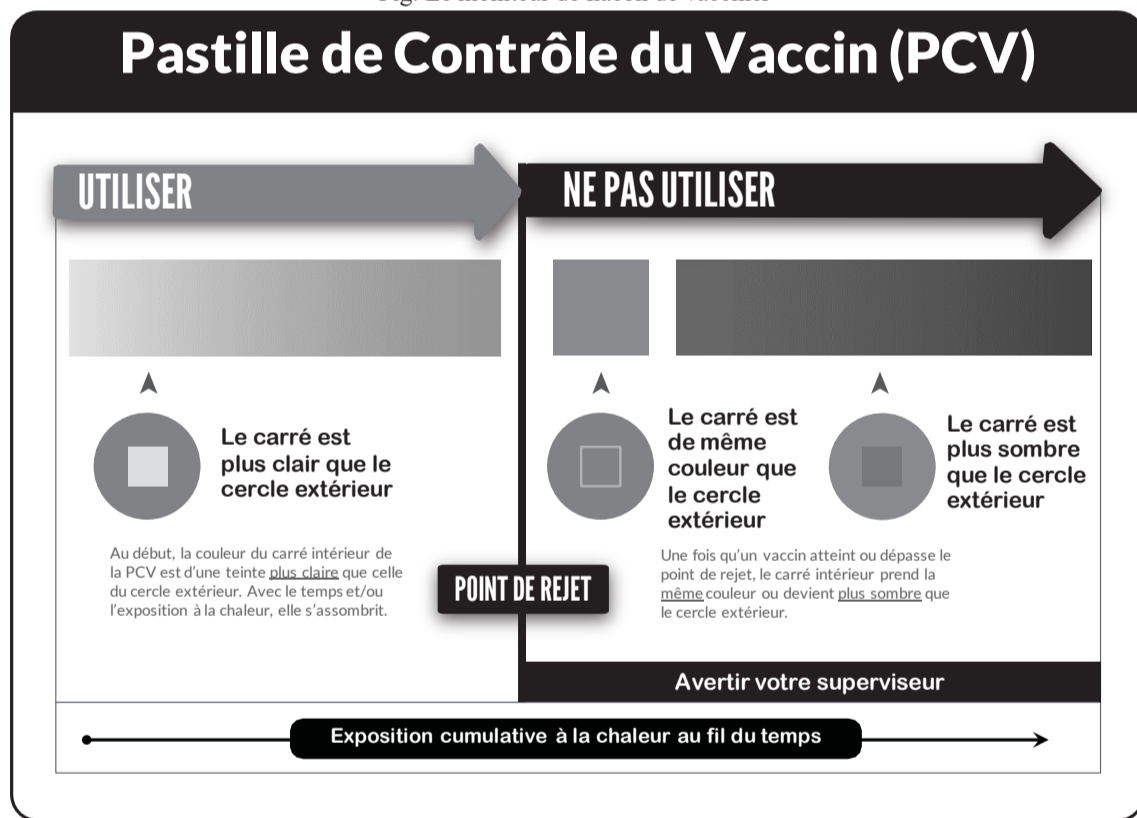 Pastille de Contrôle du Vaccin (PCV)
UTILISER
NE PAS UTILISER
Le carré est
plus clair que le
cercle extérieur
Le carré est
de même
couleur que
le cercle
extérieur
Le carré est
plus sombre
que le cercle
extérieur
Au début, la couleur du carré intérieur de
la PCV est d'une teinte plus claire que celle
du cercle extérieur. Avec le temps et/ou
l'exposition à la chaleur, elle s'assombrit.
POINT DE REJET
Une fois qu'un vaccin atteint ou dépasse le
point de rejet, le carré intérieur prend la
même couleur ou devient plus sombre que
le cercle extérieur.
Avertir votre superviseur
Exposition cumulative à la chaleur au fil du temps